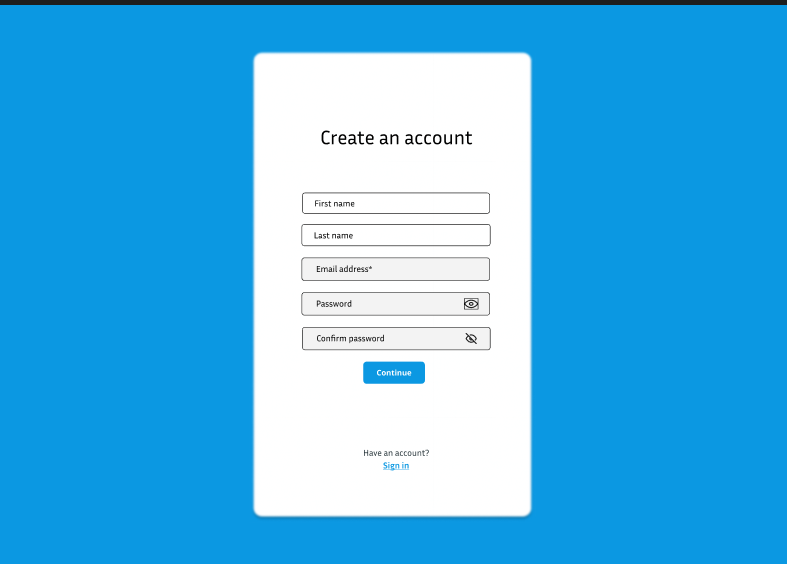 Create an account
First name
Last name
Email address*
Password
Confirm password
Continue
Have an account?
Sign in